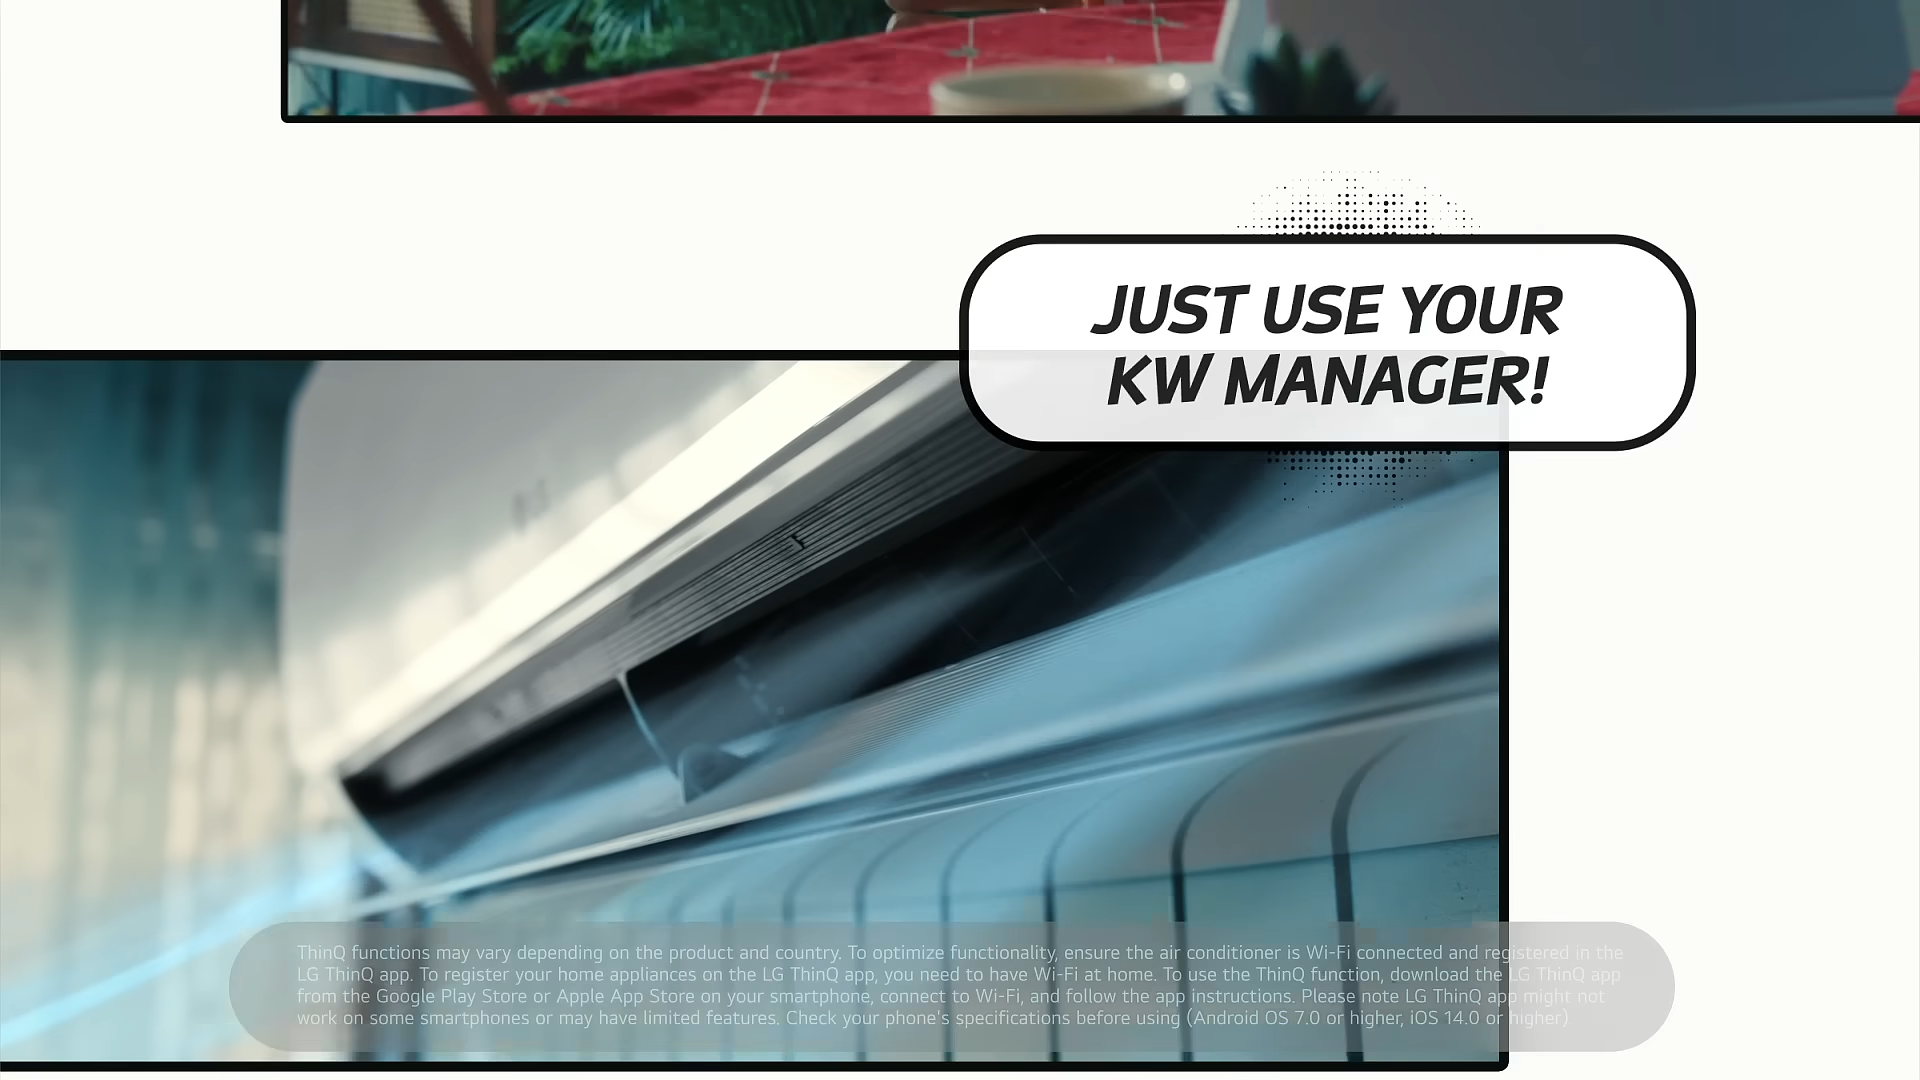 JUST USE YOUR
KW MANAGER!
ThinQ functions may vary depending on the product and country. To optimize functionality, ensure the air conditioner is Wi-Fi connected and registered in the
LG ThinQ app. To register your home appliances on the LG ThinQ app, you need to have Wi-Fi at home. To use the ThinQ function, download the LG ThinQ app
from the Google Play Store or Apple App Store on your smartphone, connect to Wi-Fi, and follow the app instructions. Please note LG ThinQ app might not
work on some smartphones or may have limited features. Check your phone's specifications before using (Android OS 7.0 or higher, iOS 14.0 or higher)